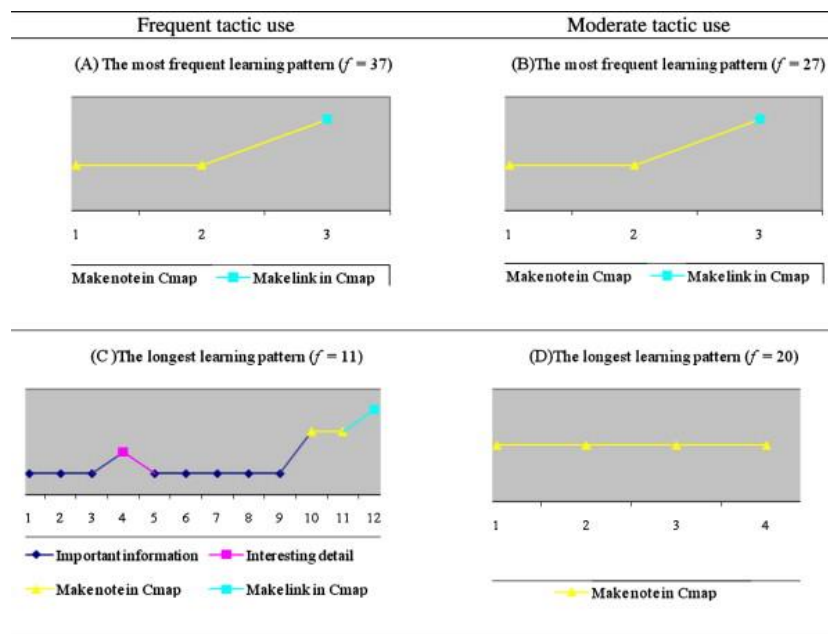 Frequent tactic use Moderate tactic use
(A) The most frequent learning pattern (f = 37)
(B)The most frequent learning pattern (f = 27)
1 2 3
1 2 3
Makenotein Cmap Makelink in Cmap
Makenotein Cmap Makelink in Cmap
(C )The longest learning pattern (f = 11)
(D)The longest learning pattern (f = 20)
1 2 3 4 5 6 7 8 9 10 11 12
1 2 3 4
Importantinformation Interesting detail
Makenotein Cmap Makelink in Cmap
Makenotein Cmap